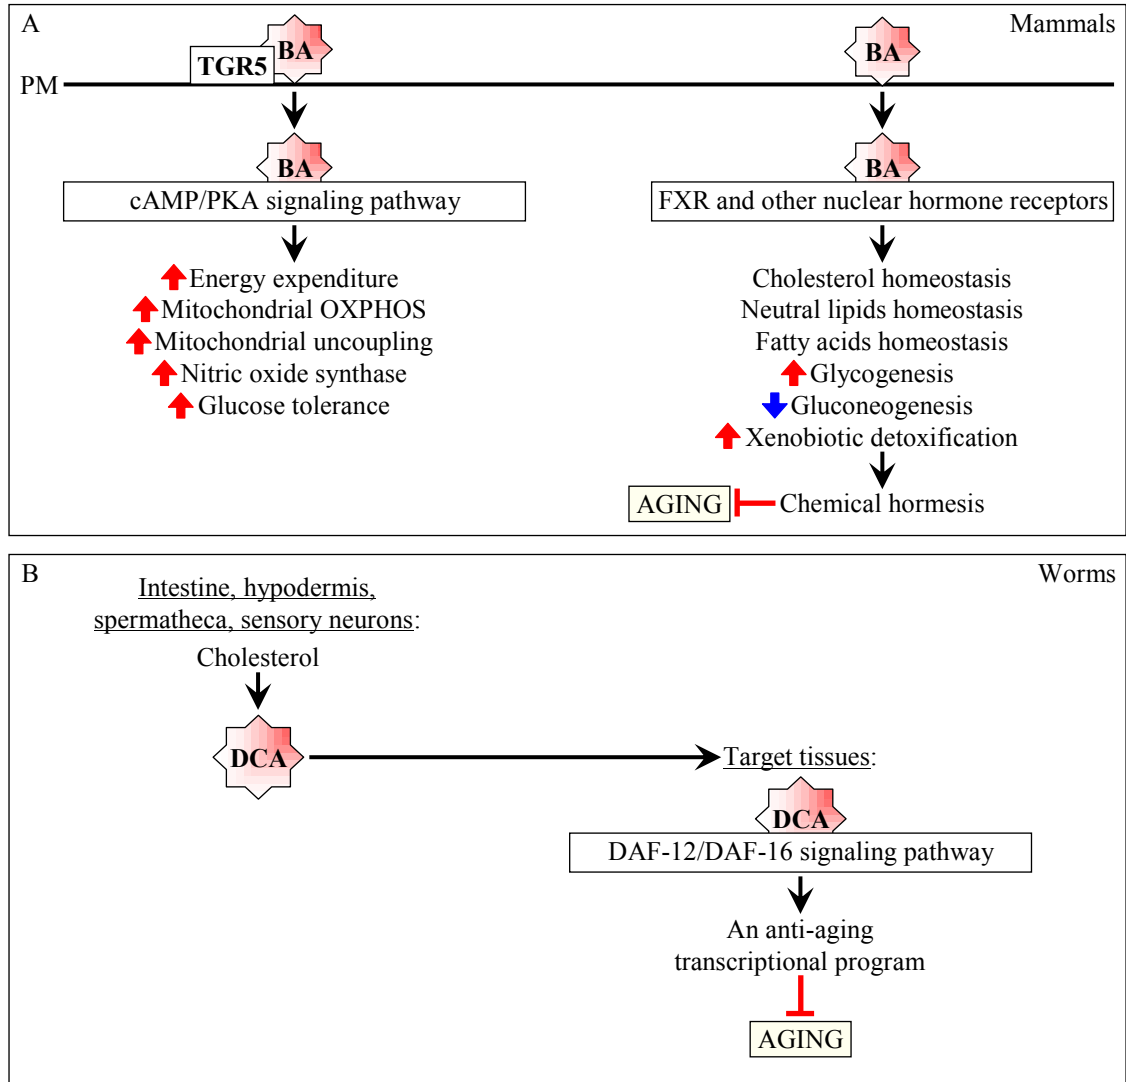 A
Mammals
BA
TGR5
BA
PM
BA
BA
cAMP/PKA signaling pathway
FXR and other nuclear hormone receptors
Energy expenditure
Mitochondrial OXPHOS
Mitochondrial uncoupling
Nitric oxide synthase
Glucose tolerance
Cholesterol homeostasis
Neutral lipids homeostasis
Fatty acids homeostasis
Glycogenesis
Gluconeogenesis
Xenobiotic detoxification
AGING
Chemical hormesis
B
Worms
Intestine, hypodermis,
spermatheca, sensory neurons:
Cholesterol
DCA
Target tissues:
DCA
DAF-12/DAF-16 signaling pathway
An anti-aging
transcriptional program
AGING